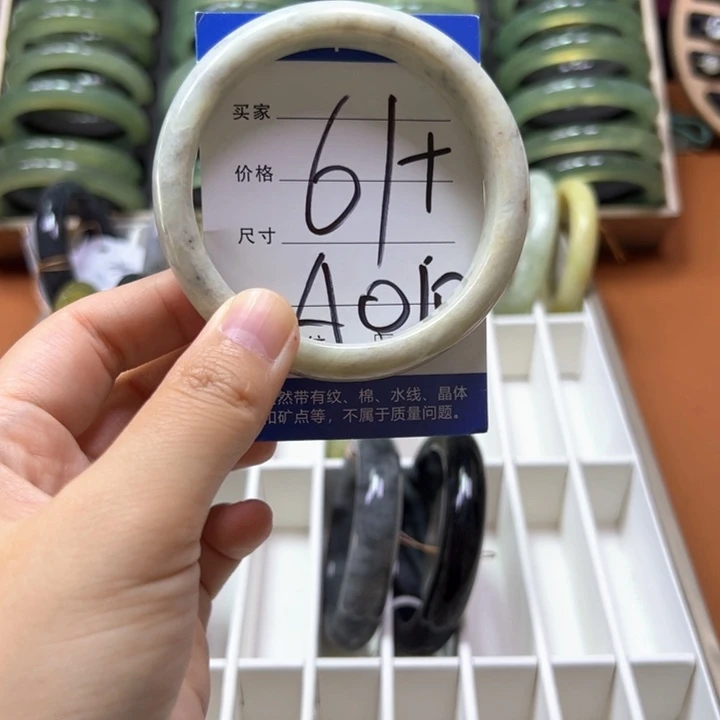 买家
价格
尺寸
61+
然带有纹、棉、水线、晶体
和矿点等，不属于质量问题。